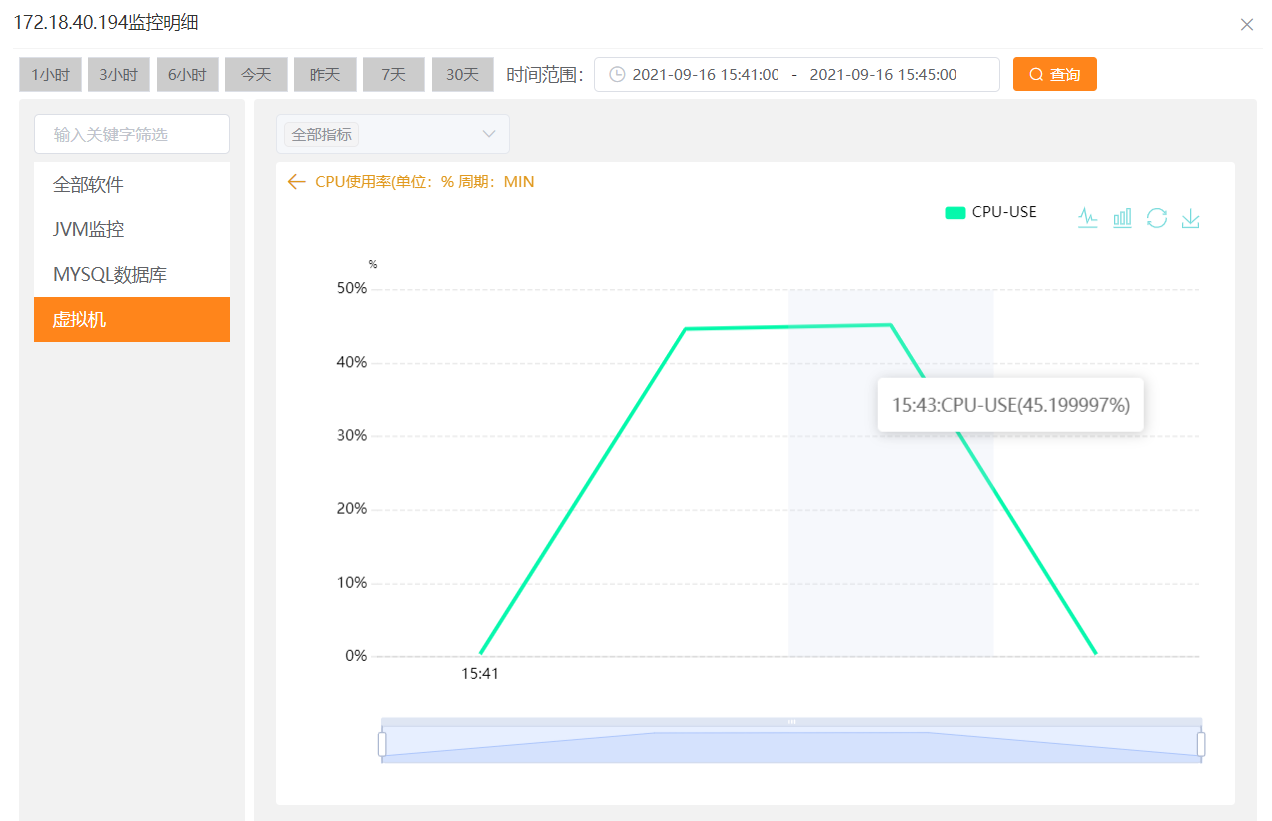 172.18.40.194监控明细
1小时 3小时 6小时 今天 昨天 7天 30天 时间范围： 2021-09-16 15:41:00 - 2021-09-16 15:45:00 查询
输入关键字筛选
全部软件
JVM监控
MYSQL数据库
虚拟机
全部指标
CPU使用率(单位：% 周期：MIN
CPU-USE
%
50%
40%
15:43:CPU-USE(45.199997%)
30%
20%
10%
0%
15:41